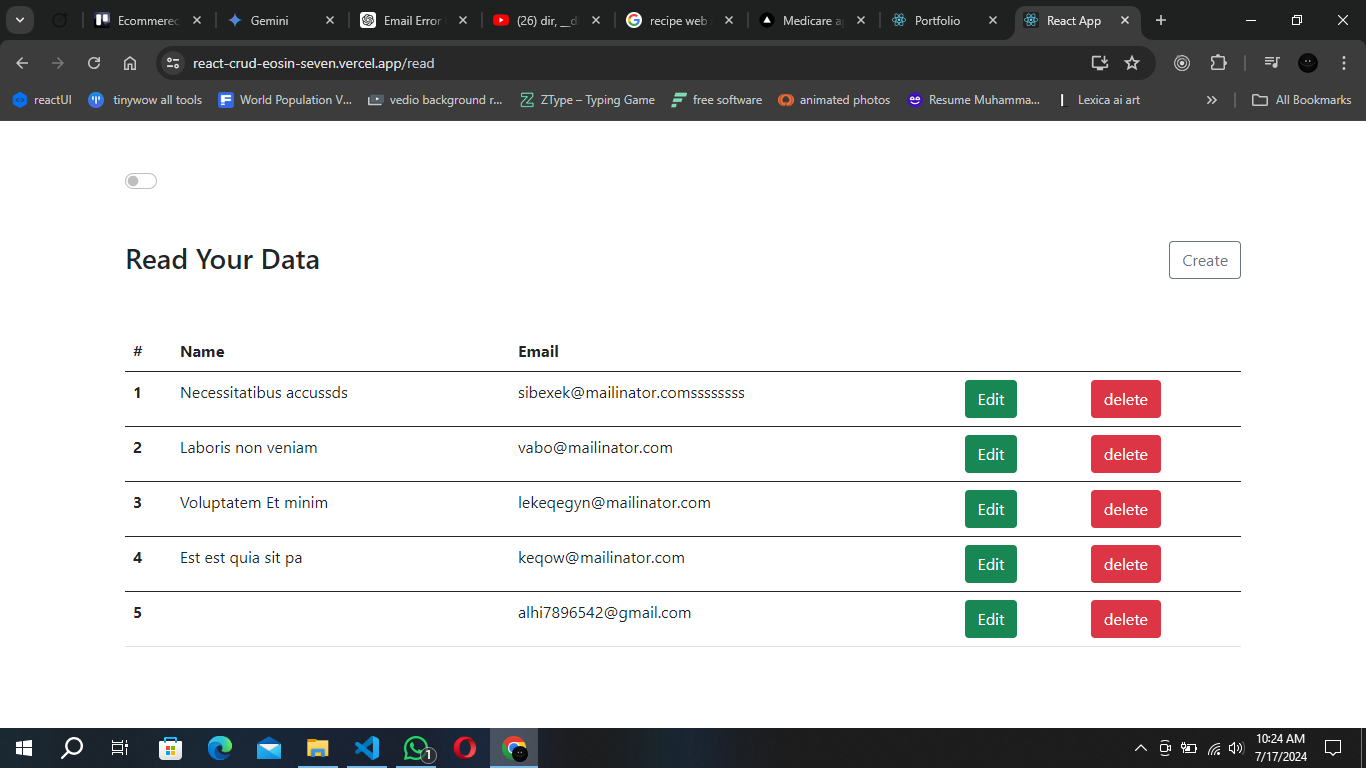 Ecommerec
Gemini
Email Error
(26) dir, __d
recipe web
Medicare ap
Portfolio
React App
react-crud-eosin-seven.vercel.app/read
reactUI
tinywow all tools
World Population V...
vedio background r...
ZType – Typing Game
free software
animated photos
Resume Muhamma...
Lexica ai art
All Bookmarks
Read Your Data
Create
# Name Email
1 Necessitatibus accussds sibexek@mailinator.comssssssss Edit delete
2 Laboris non veniam vabo@mailinator.com Edit delete
3 Voluptatem Et minim lekeqegyn@mailinator.com Edit delete
4 Est est quia sit pa keqow@mailinator.com Edit delete
5 alhi7896542@gmail.com Edit delete
1
10:24 AM
7/17/2024